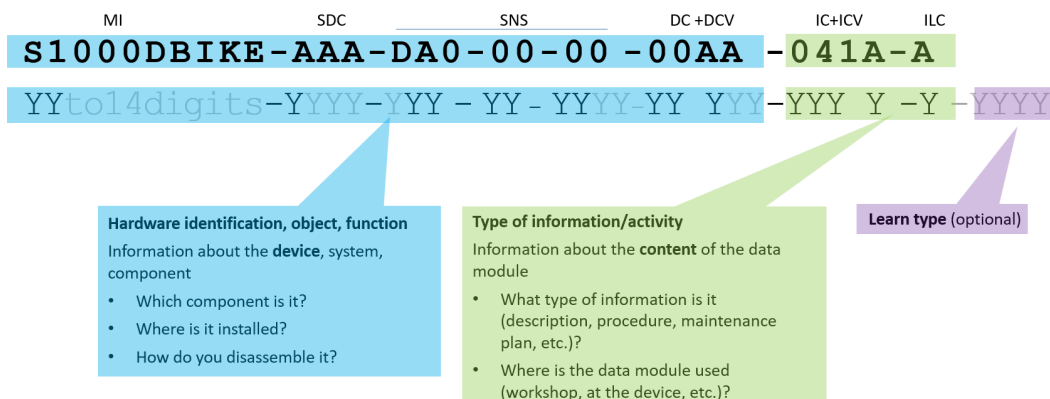 MI SDC SNS DC +DCV IC+ICV ILC
S1000DBIKE-AAA-DA0-00-00 -00AA -041A-A
YYto14digits-YYYY-YYY - YY - YYYY-YY YYY-YYY Y -Y -YYYY
Hardware identification, object, function
Information about the device, system,
component
• Which component is it?
• Where is it installed?
• How do you disassemble it?
Type of information/activity
Information about the content of the data
module
• What type of information is it
(description, procedure, maintenance
plan, etc.)?
• Where is the data module used
(workshop, at the device, etc.)?
Learn type (optional)